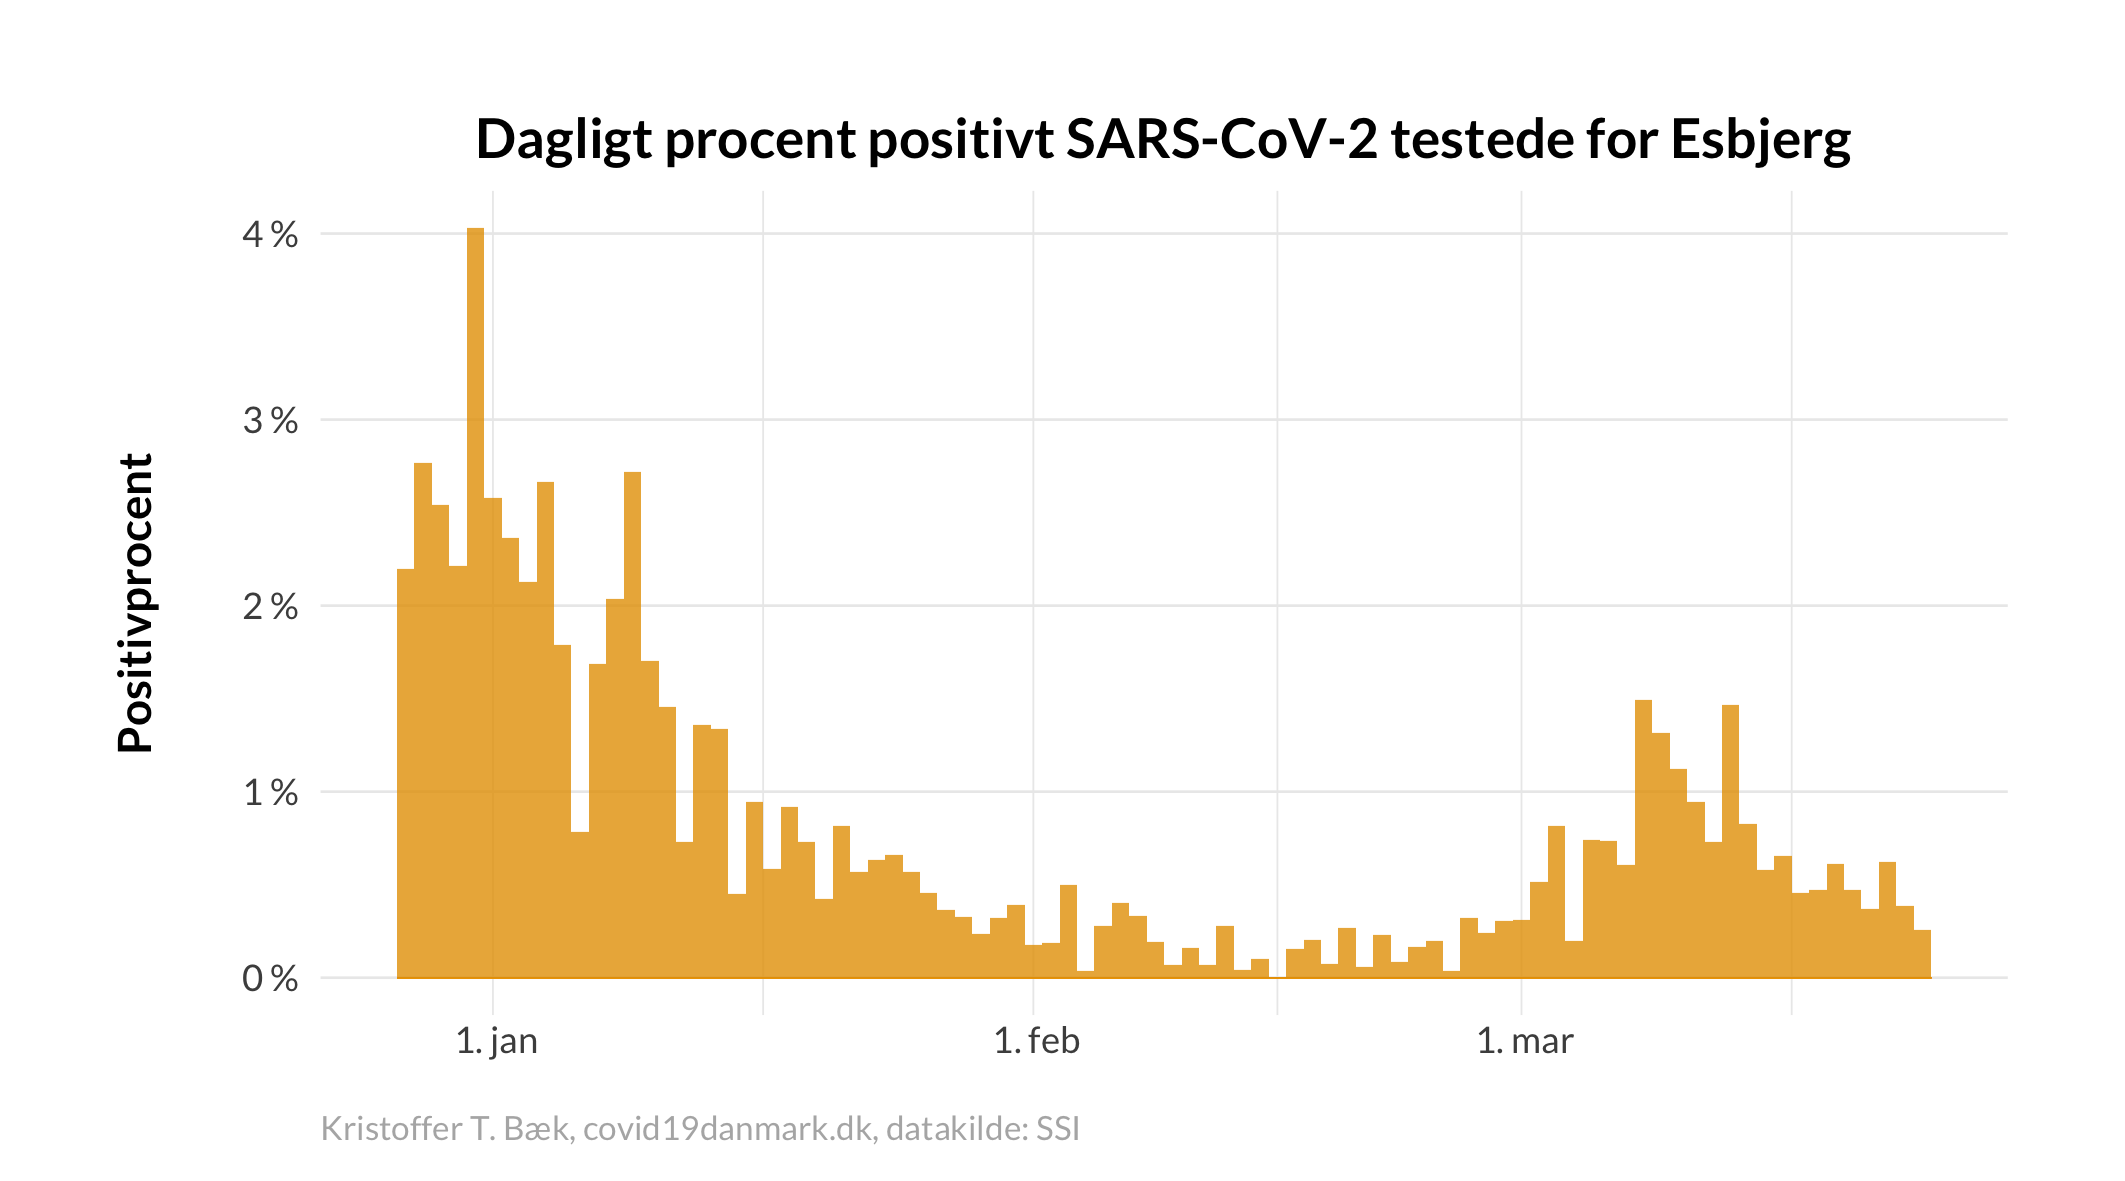 Dagligt procent positivt SARS-CoV-2 testede for Esbjerg
Positivprocent
4 %
3 %
2 %
1 %
0 %
1. jan
1. feb
1. mar
Kristoffer T. Bæk, covid19danmark.dk, datakilde: SSI